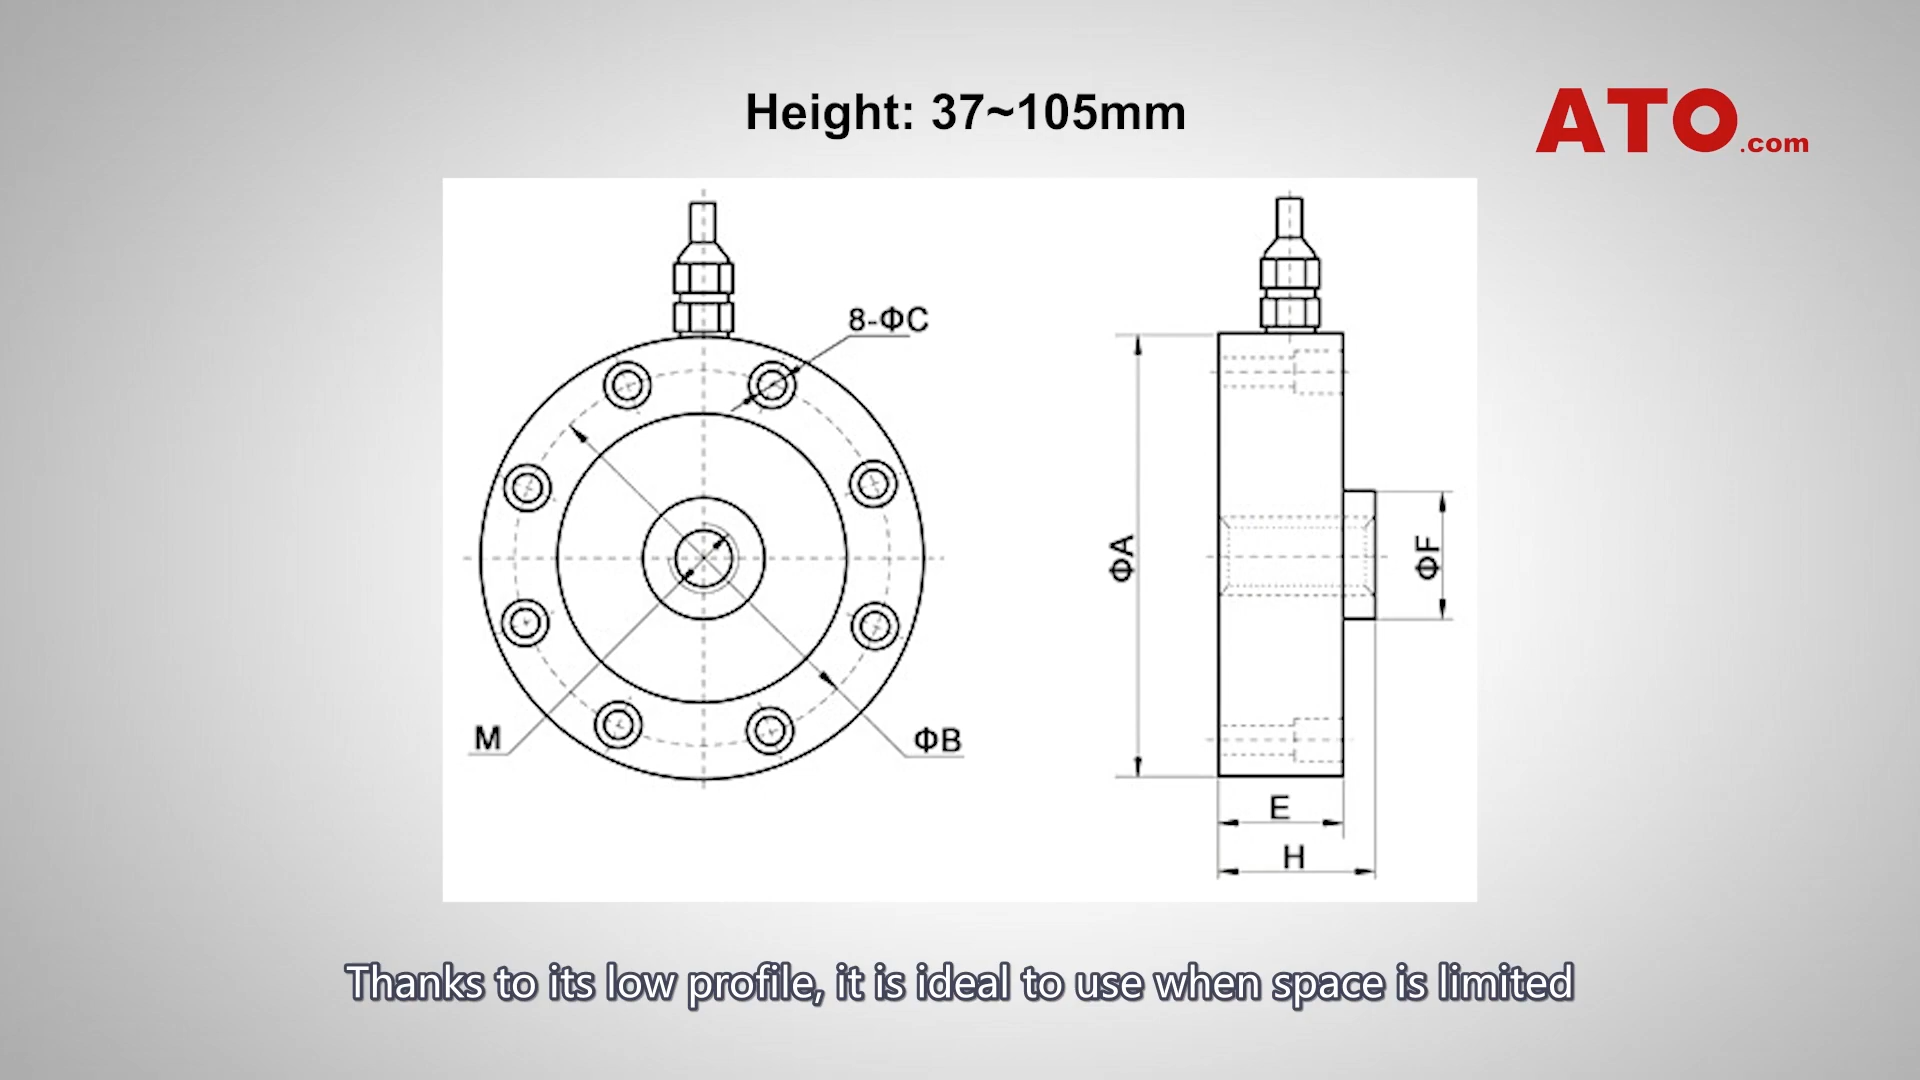 Height: 37~105mm
ATO.com
8-ΦC
ΦA
ΦF
M
ΦB
E
H
Thanks to its low profile, it is ideal to use when space is limited